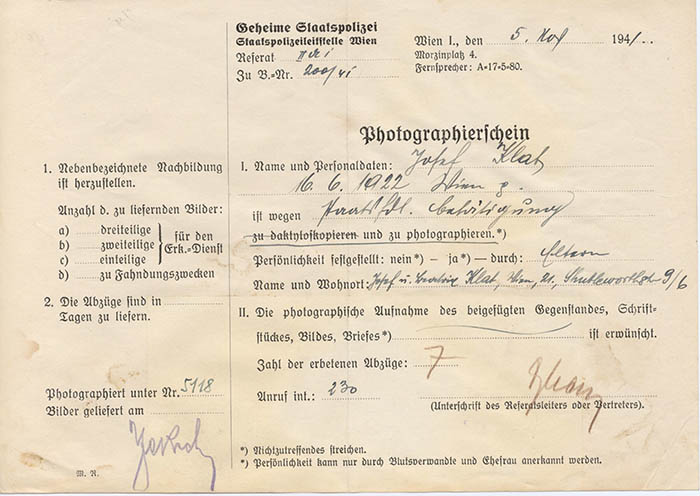 Geheime Staatspolizei
Staatspolizeileitstelle Wien
Referat II A 1
Zu B.-Nr. 200/41
Wien I., den 5. Nov 1941.
Morzinplatz 4.
Fernsprecher: A=17=5=80.
Photographierschein
1. Nebenbezeichnete Nachbildung
ist herzustellen.
Anzahl d. zu liefernden Bilder:
a) dreiteilige
b) zweiteilige
c) einteilige
für den
Erk.=Dienst
d) zu Fahndungszwecken
2. Die Abzüge sind in
Tagen zu liefern.
Photographiert unter Nr. 5118
Bilder geliefert am
M. R.
I. Name und Personaldaten: Josef Klat
16. 6. 1922 Wien
ist wegen staatsfdl. Betätigung
zu daktyloskopieren und zu photographieren.*)
Persönlichkeit festgestellt: nein*) – ja*) – durch: Eltern
Name und Wohnort: Josef u. Klat, Wien, 21, 9/6
II. Die photographische Aufnahme des beigefügten Gegenstandes, Schrift=
stückes, Bildes, Briefes*) ist erwünscht.
Zahl der erbetenen Abzüge: 7
Anruf int.: 230
(Unterschrift des Referatsleiters oder Vertreters).
*) Nichtzutreffendes streichen.
*) Persönlichkeit kann nur durch Blutsverwandte und Ehefrau anerkannt werden.